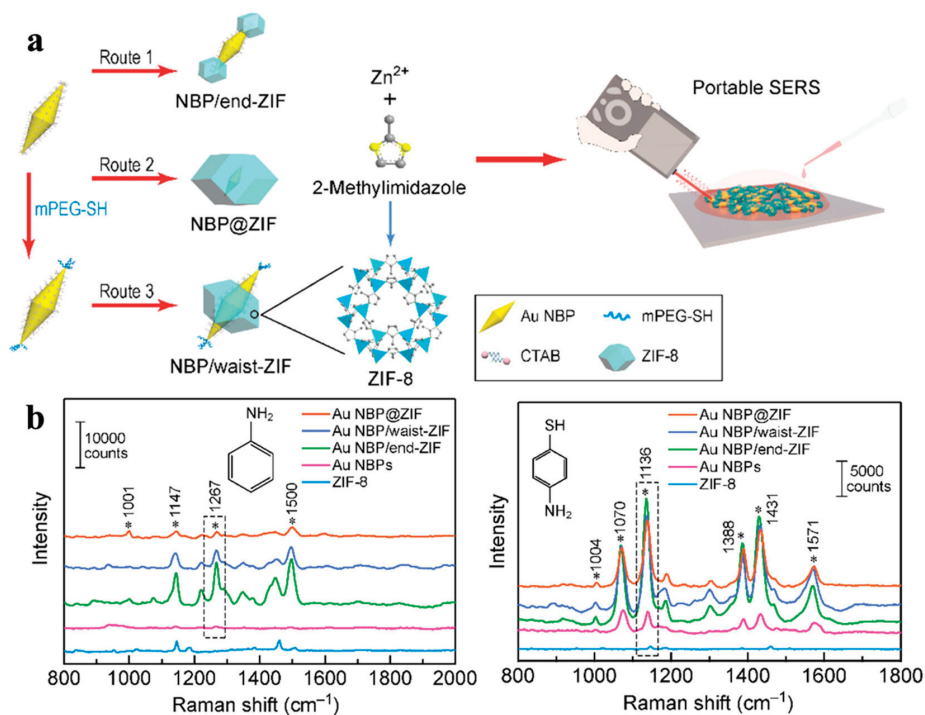 a
Route 1
NBP/end-ZIF
Route 2
NBP@ZIF
mPEG-SH
Route 3
NBP/waist-ZIF
Zn2+
+
2-Methylimidazole
ZIF-8
Portable SERS
Au NBP
mPEG-SH
CTAB
ZIF-8
b
10000
counts
NH2
Au NBP@ZIF
Au NBP/waist-ZIF
Au NBP/end-ZIF
Au NBPs
ZIF-8
* 1001
* 1147
* 1267
* 1500
Intensity
800 1000 1200 1400 1600 1800 2000
Raman shift (cm−1)
SH
NH2
Au NBP@ZIF
Au NBP/waist-ZIF
Au NBP/end-ZIF
Au NBPs
ZIF-8
5000
counts
* 1004
* 1070
* 1136
1388 *
* 1431
* 1571
Intensity
800 1000 1200 1400 1600 1800
Raman shift (cm−1)